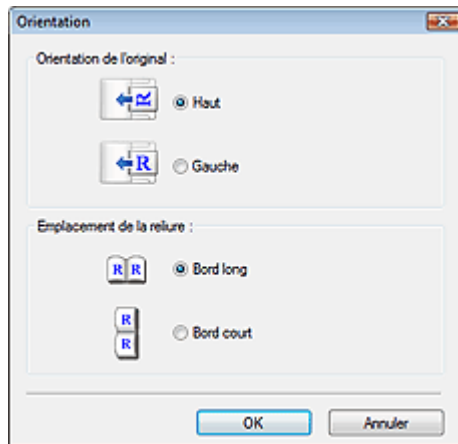 Orientation
Orientation de l'original :
R
Haut
R
Gauche
Emplacement de la reliure :
R R
Bord long
R
R
Bord court
OK
Annuler